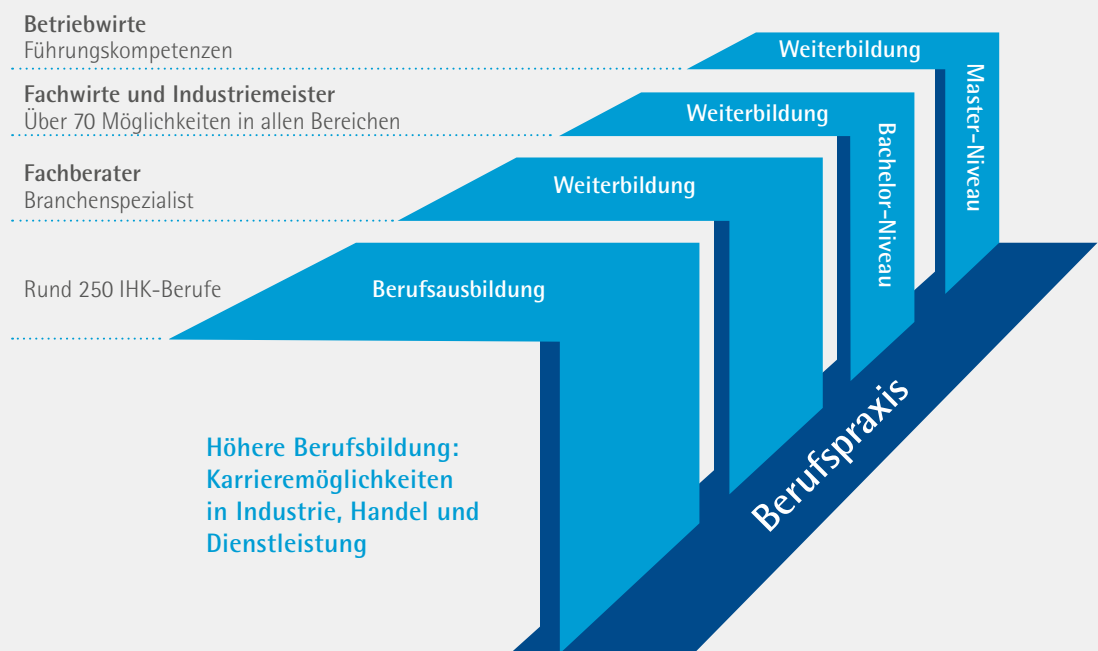 Betriebwirte
Führungskompetenzen
Weiterbildung
Master-Niveau
Fachwirte und Industriemeister
Über 70 Möglichkeiten in allen Bereichen
Weiterbildung
Bachelor-Niveau
Fachberater
Branchenspezialist
Weiterbildung
Rund 250 IHK-Berufe
Berufsausbildung
Berufspraxis
Höhere Berufsbildung:
Karrieremöglichkeiten
in Industrie, Handel und
Dienstleistung